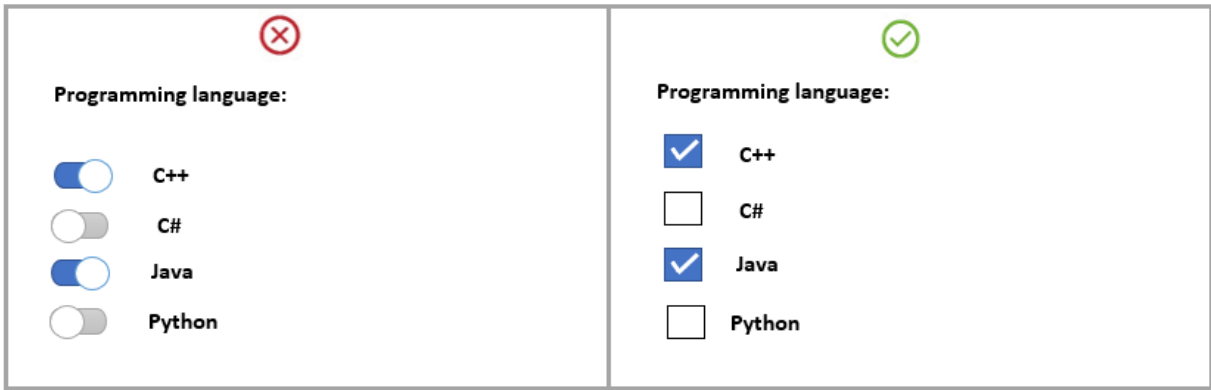 Programming language:
C++
C#
Java
Python
Programming language:
C++
C#
Java
Python